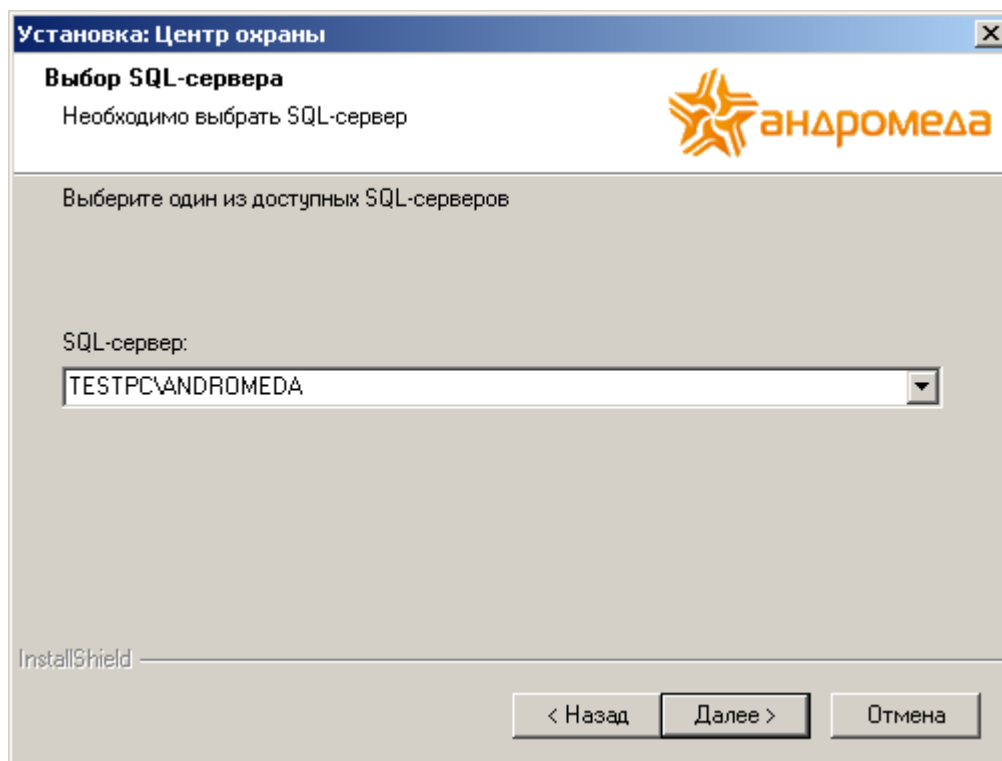 Установка: Центр охраны
Выбор SQL-сервера
Необходимо выбрать SQL-сервер
андромеда
Выберите один из доступных SQL-серверов
SQL-сервер:
TESTPC\ANDROMEDA
InstallShield
< Назад
Далее >
Отмена